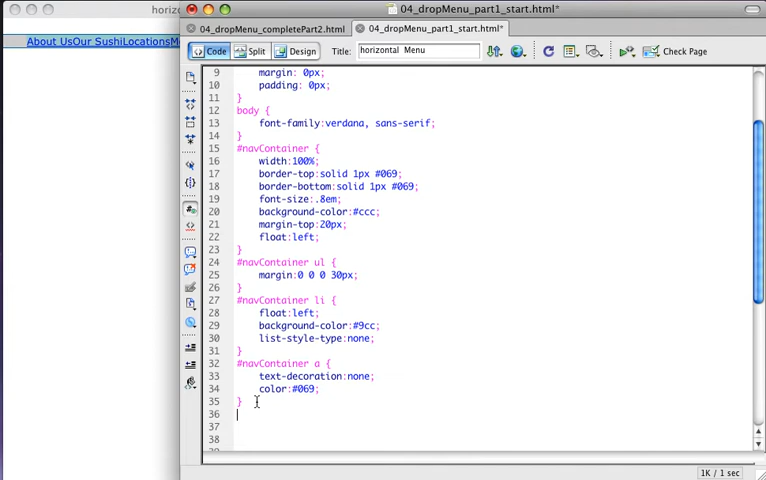 horizo
04_dropMenu_part1_start.html*
04_dropMenu_completePart2.html
04_dropMenu_part1_start.html*
Code Split Design Title: horizontal Menu Check Page
About UsOur SushiLocationsMe
9 margin: 0px;
10 padding: 0px;
11 }
12 body {
13 font-family:verdana, sans-serif;
14 }
15 #navContainer {
16 width:100%;
17 border-top:solid 1px #069;
18 border-bottom:solid 1px #069;
19 font-size:.8em;
20 background-color:#ccc;
21 margin-top:20px;
22 float:left;
23 }
24 #navContainer ul {
25 margin:0 0 0 30px;
26 }
27 #navContainer li {
28 float:left;
29 background-color:#9cc;
30 list-style-type:none;
31 }
32 #navContainer a {
33 text-decoration:none;
34 color:#069;
35 }
36
37
38
1K / 1 sec